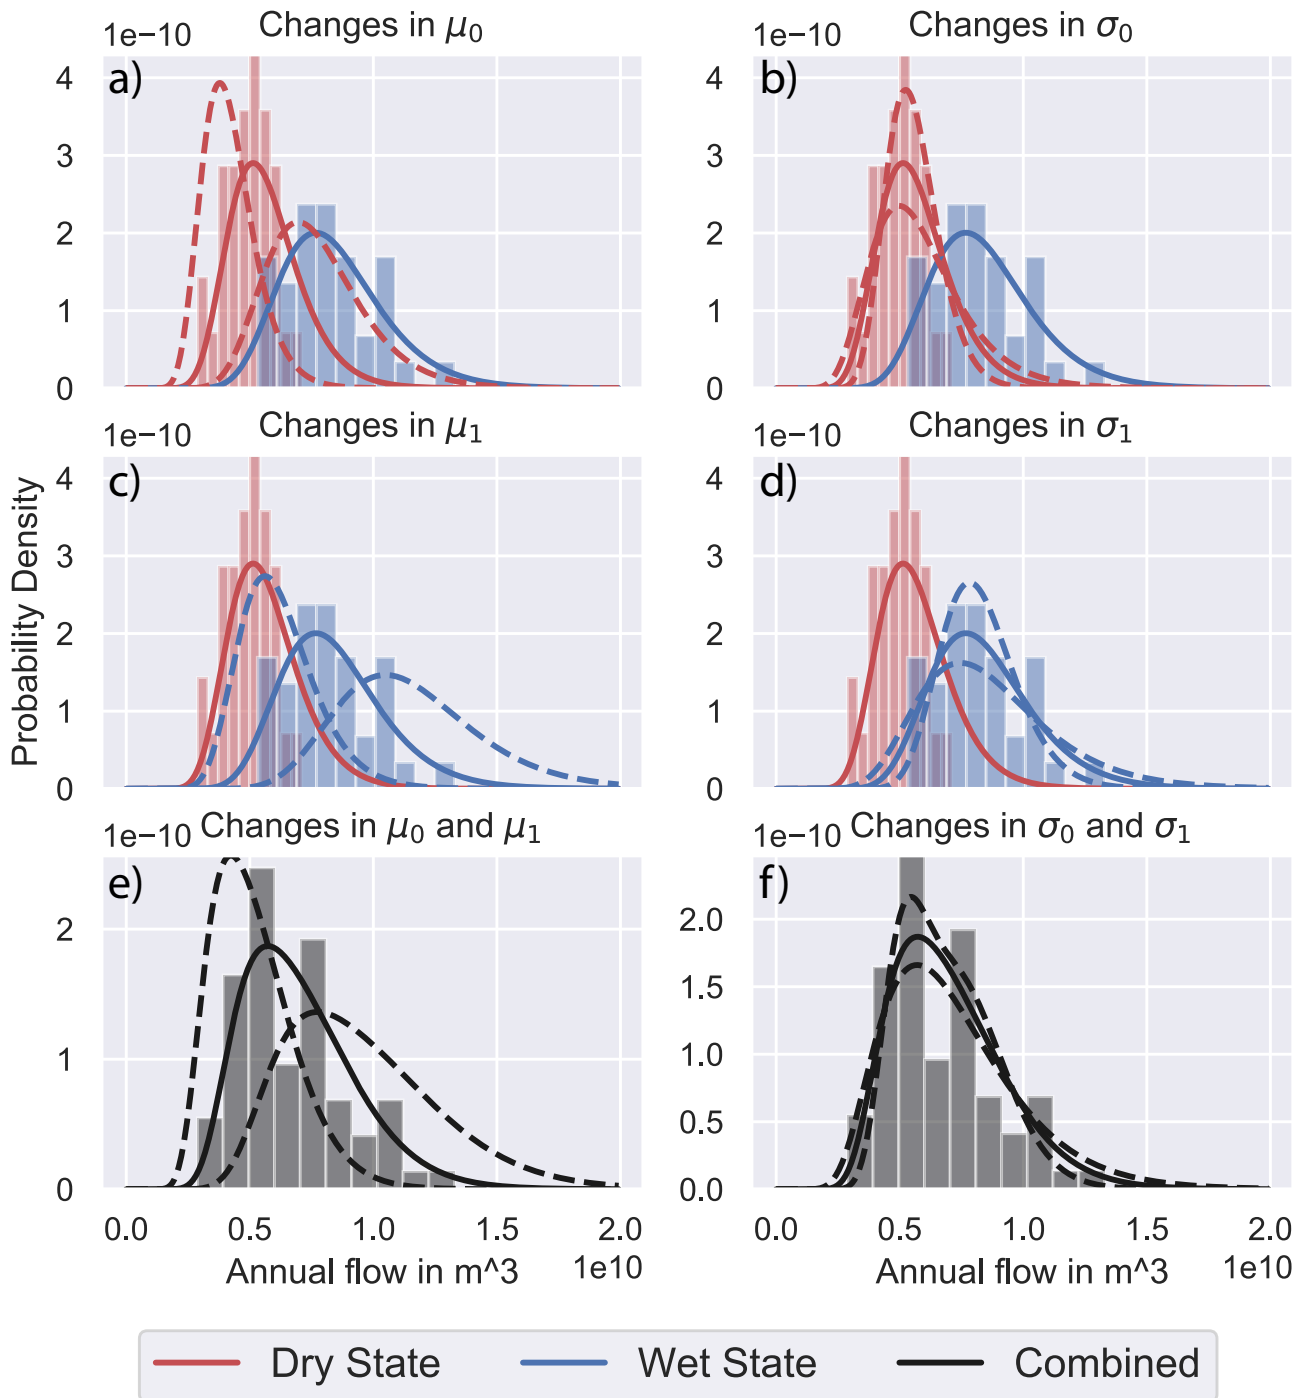 Changes in μ0
Changes in σ0
1e−10
1e−10
a)
b)
4
3
2
1
0
4
3
2
1
0
Changes in μ1
Changes in σ1
1e−10
1e−10
c)
d)
4
3
2
1
0
4
3
2
1
0
Probability Density
Changes in μ0 and μ1
Changes in σ0 and σ1
1e−10
1e−10
e)
f)
2
1
0
2.0
1.5
1.0
0.5
0.0
0.0 0.5 1.0 1.5 2.0
0.0 0.5 1.0 1.5 2.0
Annual flow in m^3
1e10
Annual flow in m^3
1e10
Dry State
Wet State
Combined